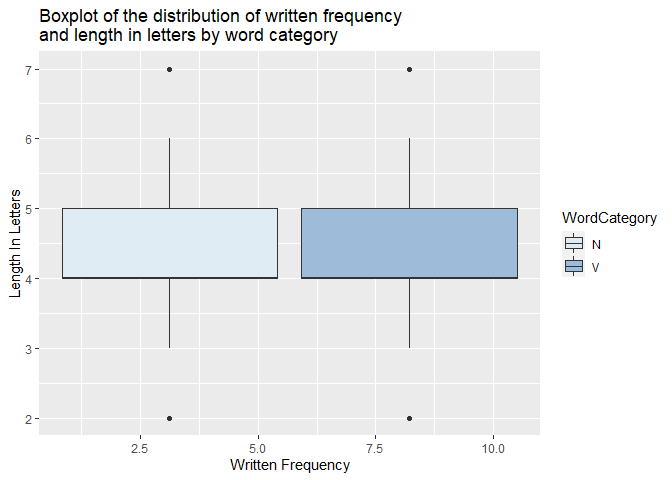 Boxplot of the distribution of written frequency
and length in letters by word category
7
6
5
4
3
2
Length In Letters
2.5 5.0 7.5 10.0
Written Frequency
WordCategory
N
V